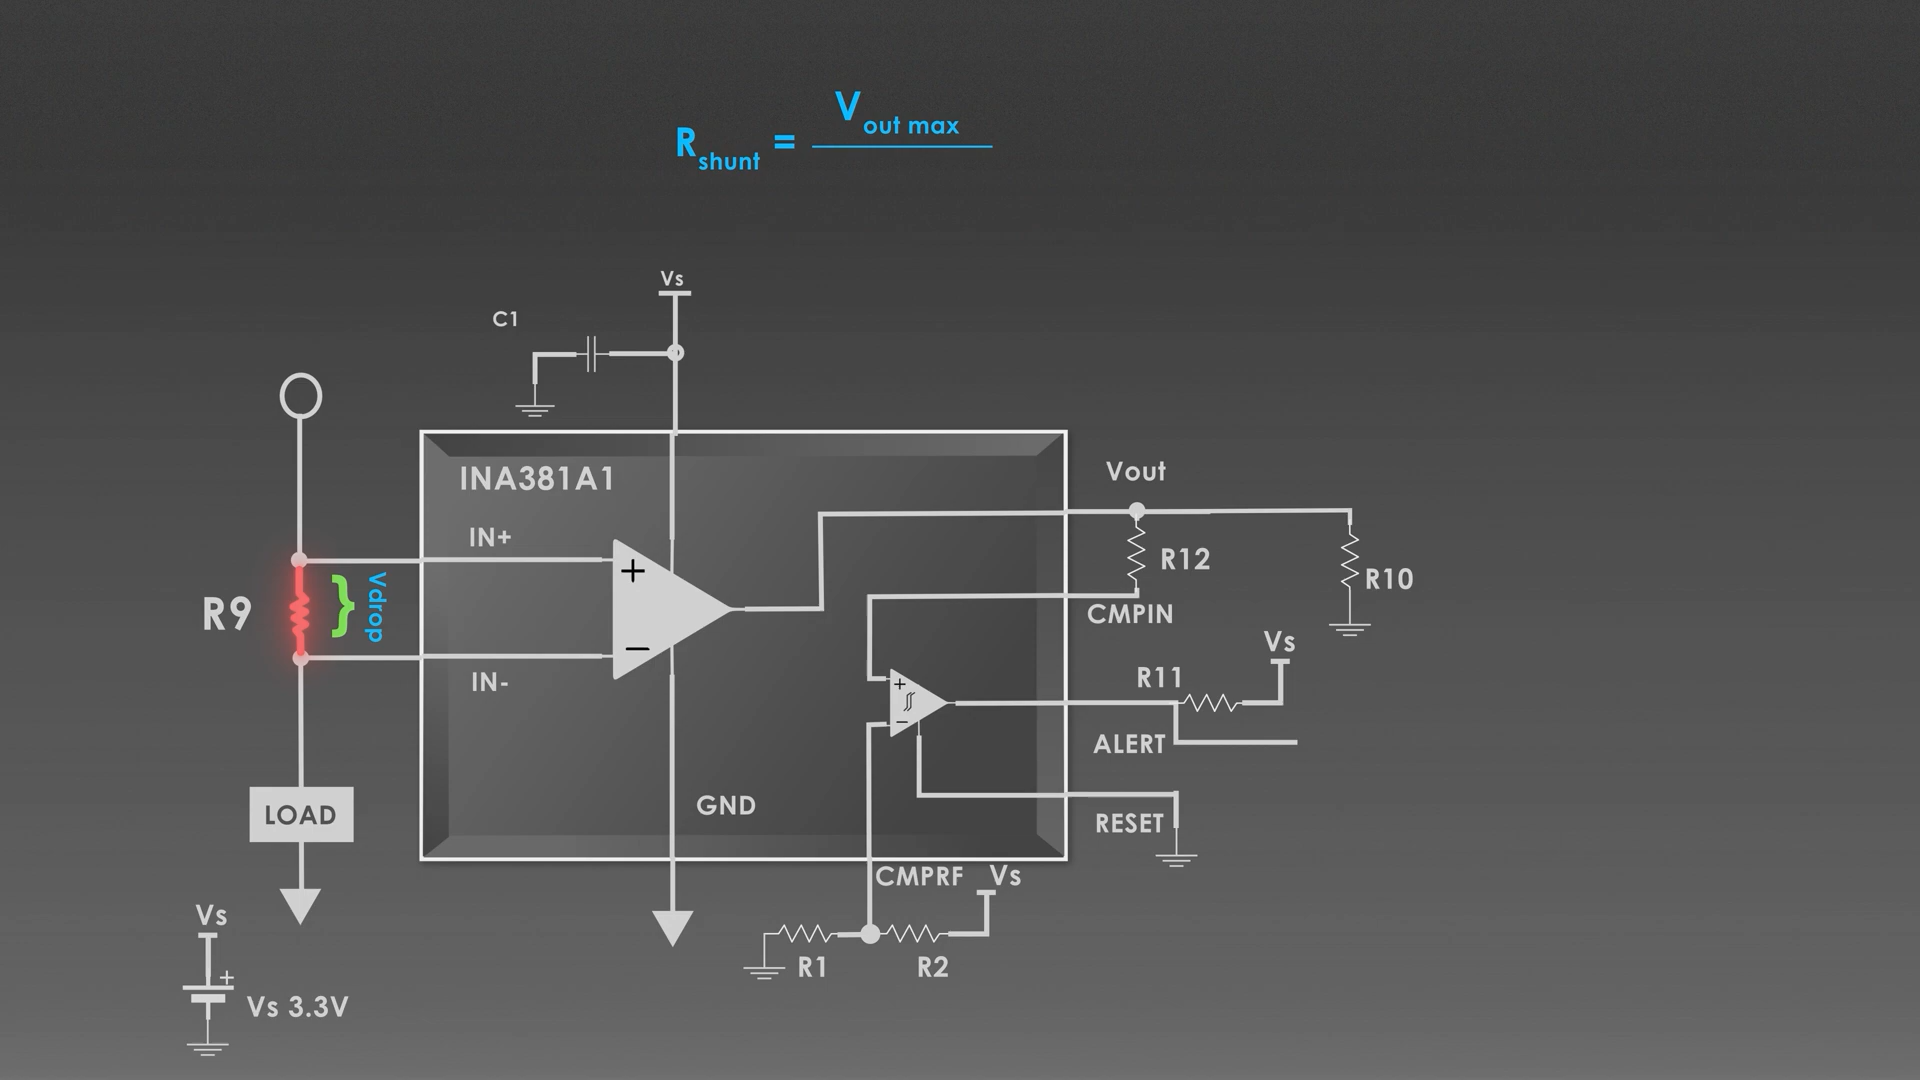 R shunt = V out max
Vs
C1
INA381A1
Vout
IN+
+
R12
R10
R9
}
Vdrop
CMPIN
Vs
−
IN-
R11
+
−
ALERT
LOAD
GND
RESET
CMPRF
Vs
Vs
R1
R2
+
Vs 3.3V